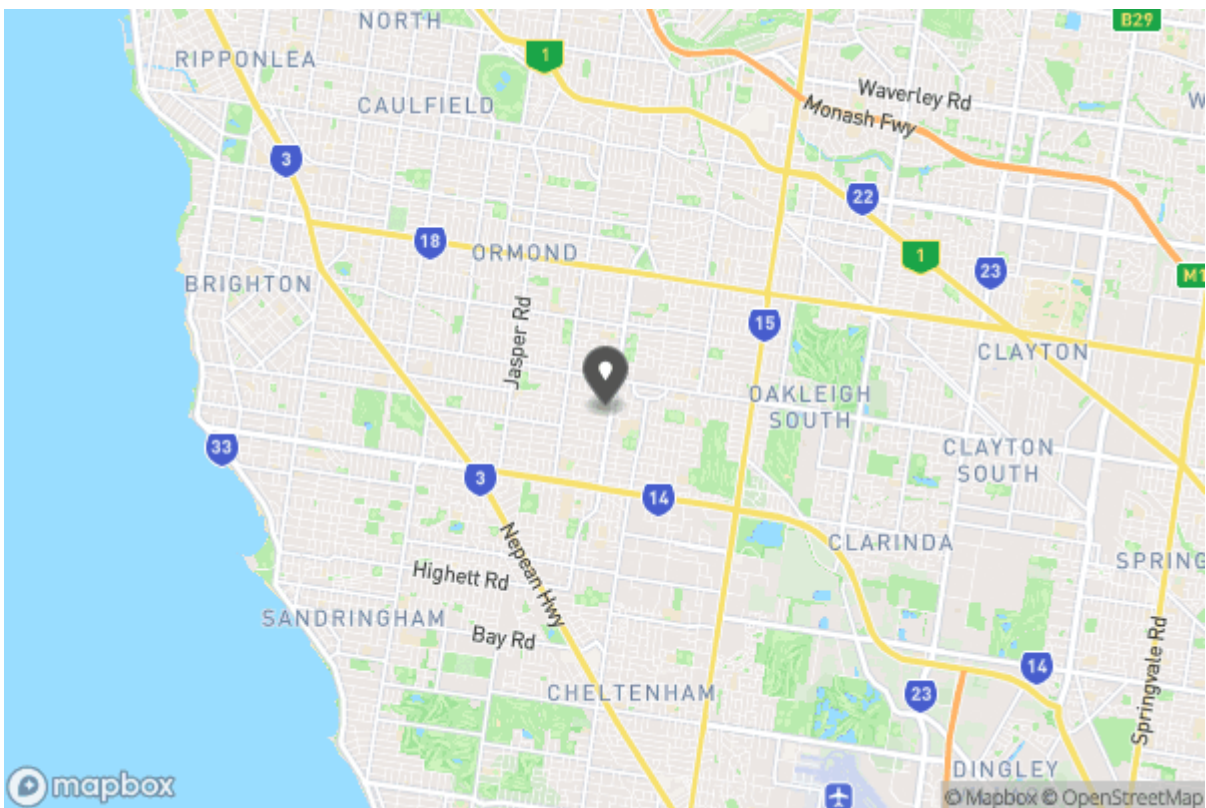 NORTH
B29
RIPPONLEA
1
Waverley Rd
CAULFIELD
Monash Fwy
3
22
18
ORMOND
1
23
M1
BRIGHTON
15
Jasper Rd
CLAYTON
OAKLEIGH
SOUTH
33
CLAYTON
SOUTH
3
14
Nepean Hwy
CLARINDA
SPRING
Highett Rd
SANDRINGHAM
Bay Rd
14
Springvale Rd
CHELTENHAM
23
DINGLEY
mapbox
© Mapbox © OpenStreetMap